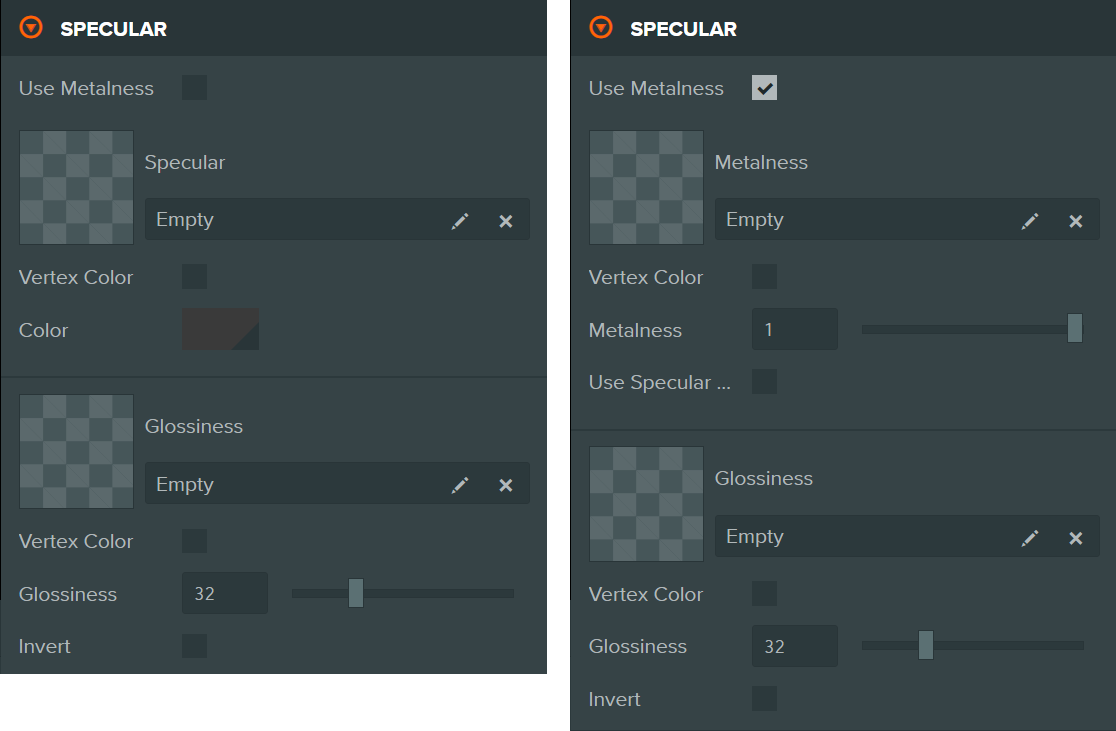 SPECULAR
Use Metalness
Specular
Empty
Vertex Color
Color
Glossiness
Empty
Vertex Color
Glossiness 32
Invert
SPECULAR
Use Metalness
Metalness
Empty
Vertex Color
Metalness 1
Use Specular ...
Glossiness
Empty
Vertex Color
Glossiness 32
Invert